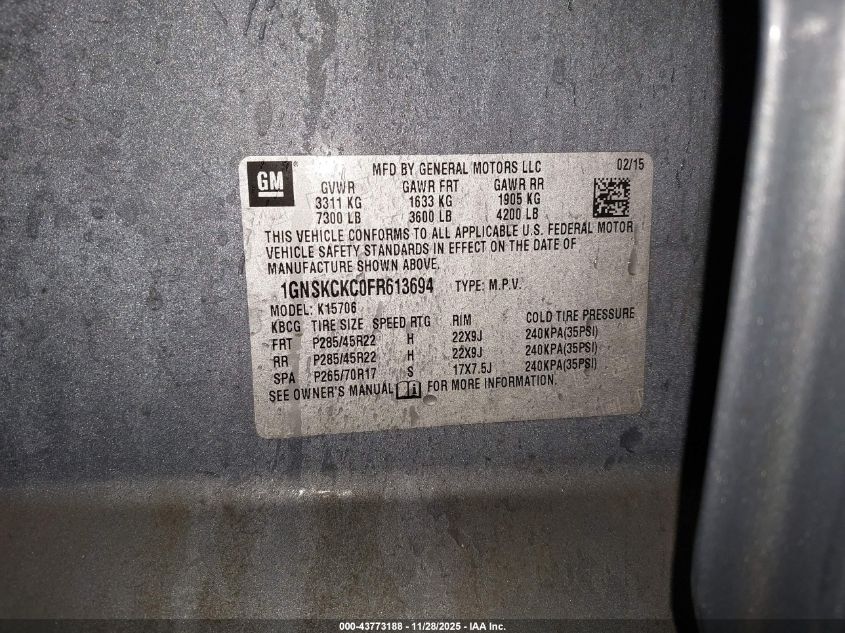 GM
MFD BY GENERAL MOTORS LLC 02/15
GVWR GAWR FRT GAWR RR
3311 KG 1633 KG 1905 KG
7300 LB 3600 LB 4200 LB
THIS VEHICLE CONFORMS TO ALL APPLICABLE U.S. FEDERAL MOTOR
VEHICLE SAFETY STANDARDS IN EFFECT ON THE DATE OF
MANUFACTURE SHOWN ABOVE.
1GNSKCKC0FR613694 TYPE: M.P.V.
MODEL: K15706
KBCG TIRE SIZE SPEED RTG RIM COLD TIRE PRESSURE
FRT P285/45R22 H 22X9J 240KPA(35PSI)
RR P285/45R22 H 22X9J 240KPA(35PSI)
SPA P265/70R17 S 17X7.5J 240KPA(35PSI)
SEE OWNER'S MANUAL i FOR MORE INFORMATION.
000-43773188 - 11/28/2025 - IAA Inc.